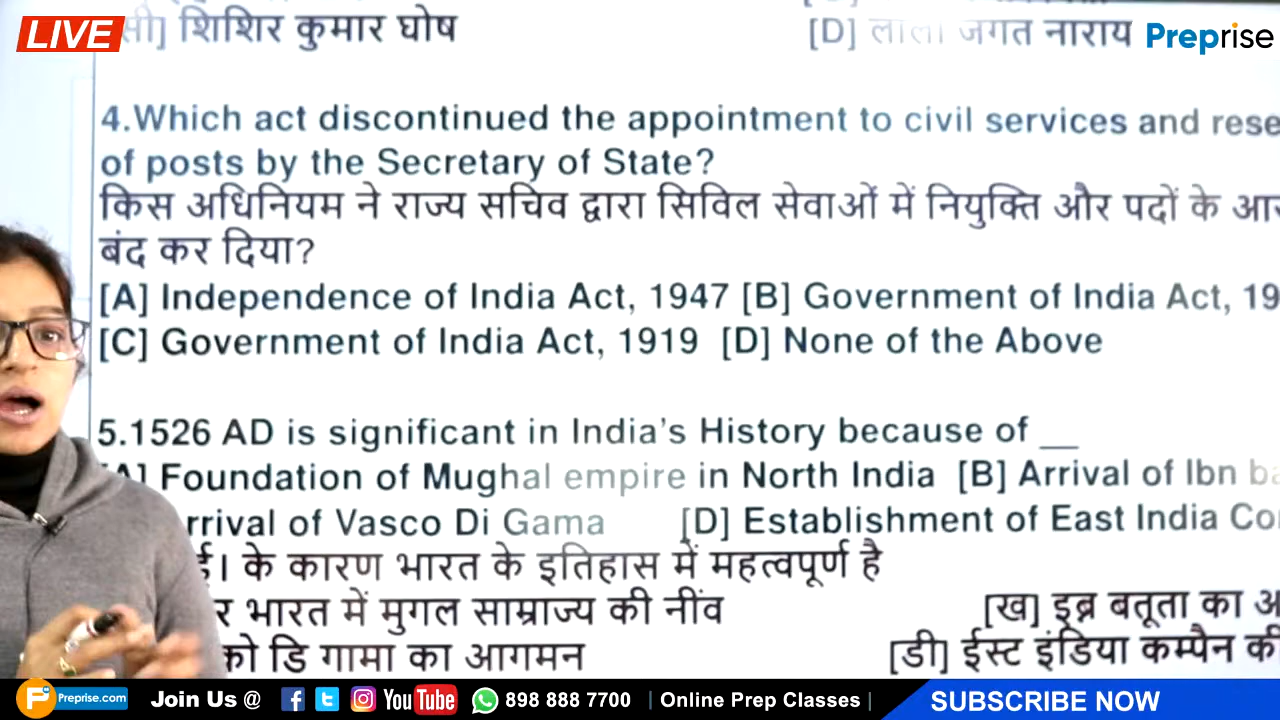 LIVE
सी] शिशिर कुमार घोष [D] लाला जगत नाराय
Preprise
4.Which act discontinued the appointment to civil services and rese
of posts by the Secretary of State?
किस अधिनियम ने राज्य सचिव द्वारा सिविल सेवाओं में नियुक्ति और पदों के आर
बंद कर दिया?
[A] Independence of India Act, 1947 [B] Government of India Act, 19
[C] Government of India Act, 1919 [D] None of the Above
5.1526 AD is significant in India's History because of __
A] Foundation of Mughal empire in North India [B] Arrival of Ibn ba
rrival of Vasco Di Gama [D] Establishment of East India Co
ई। के कारण भारत के इतिहास में महत्वपूर्ण है
र भारत में मुगल साम्राज्य की नींव [ख] इब्न बतूता का अ
को डि गामा का आगमन [डी] ईस्ट इंडिया कम्पैन की
Preprise.com Join Us @ YouTube 898 888 7700 | Online Prep Classes | SUBSCRIBE NOW